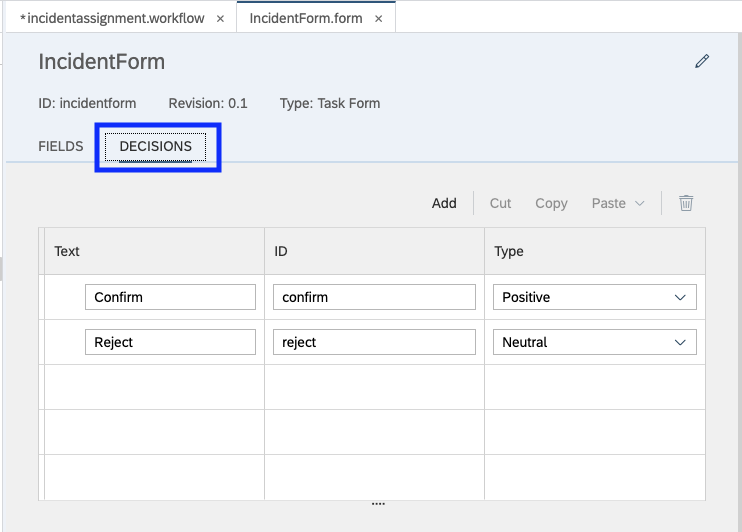 *incidentassignment.workflow × IncidentForm.form ×
IncidentForm
ID: incidentform Revision: 0.1 Type: Task Form
FIELDS DECISIONS
Add Cut Copy Paste
Text ID Type
Confirm confirm Positive
Reject reject Neutral